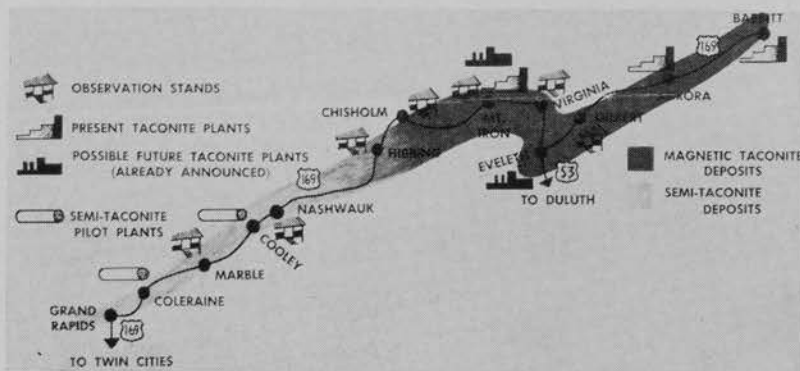 OBSERVATION STANDS
PRESENT TACONITE PLANTS
POSSIBLE FUTURE TACONITE PLANTS
(ALREADY ANNOUNCED)
SEMI-TACONITE
PILOT PLANTS
BABBITT
169
VIRGINIA
AURORA
CHISHOLM
MT.
IRON
GILBERT
HIBBING
EVELETH
53
TO DULUTH
MAGNETIC TACONITE
DEPOSITS
SEMI-TACONITE
DEPOSITS
169
NASHWAUK
COOLEY
MARBLE
COLERAINE
GRAND
RAPIDS
169
TO TWIN CITIES